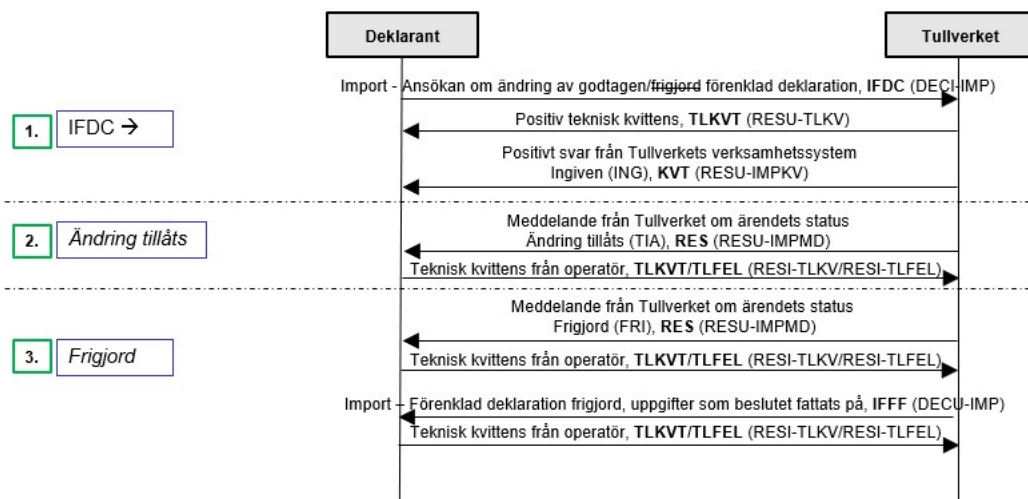 Deklarant
Tullverket
Import - Ansökan om ändring av godtagen/frigjord förenklad deklaration, IFDC (DECI-IMP)
1.
IFDC →
Positiv teknisk kvittens, TLKVT (RESU-TLKV)
Positivt svar från Tullverkets verksamhetssystem
Ingiven (ING), KVT (RESU-IMPKV)
2.
Ändring tillåts
Meddelande från Tullverket om ärendets status
Ändring tillåts (TIA), RES (RESU-IMPMD)
Teknisk kvittens från operatör, TLKVT/TLFEL (RESI-TLKV/RESI-TLFEL)
3.
Frigjord
Meddelande från Tullverket om ärendets status
Frigjord (FRI), RES (RESU-IMPMD)
Teknisk kvittens från operatör, TLKVT/TLFEL (RESI-TLKV/RESI-TLFEL)
Import – Förenklad deklaration frigjord, uppgifter som beslutet fattats på, IFFF (DECU-IMP)
Teknisk kvittens från operatör, TLKVT/TLFEL (RESI-TLKV/RESI-TLFEL)